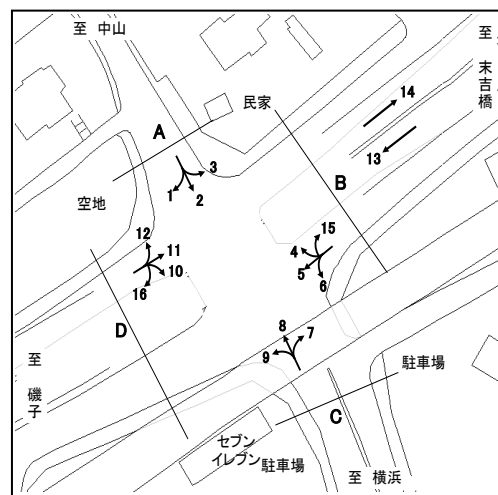 至 中山
至 末吉橋
民家
A
14
13
3
1
2
B
空地
12
11
10
16
15
4
5
6
D
8
7
9
至 磯子
駐車場
C
セブン
イレブン
駐車場
至 横浜